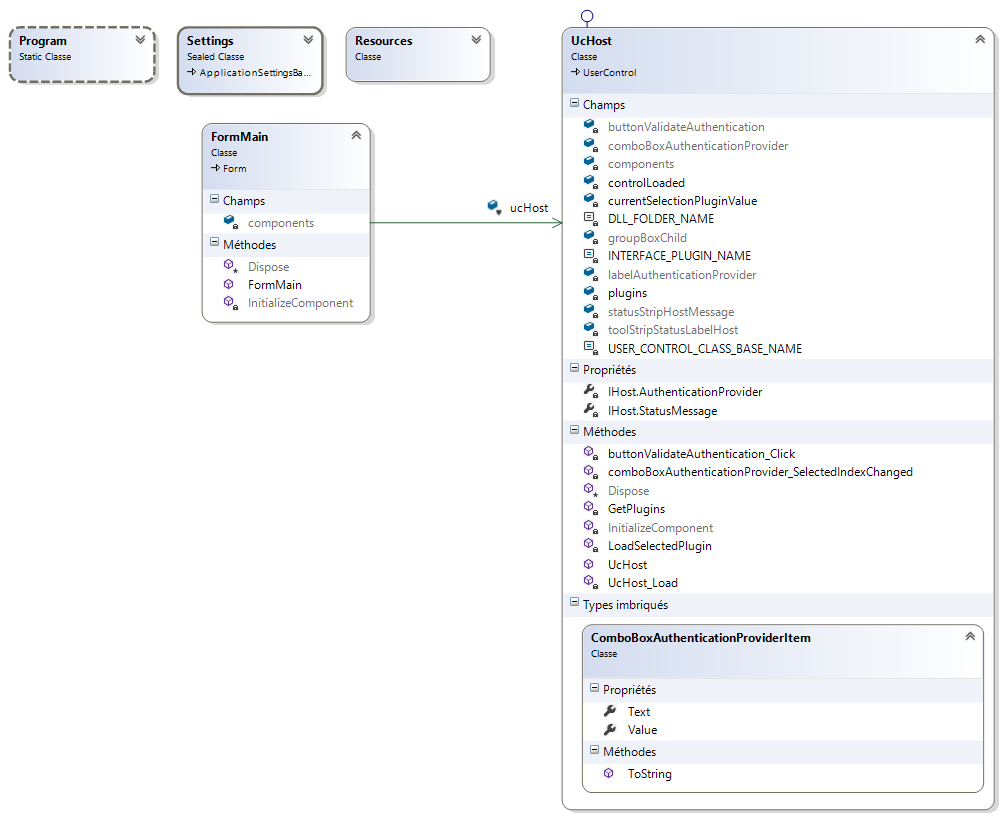 Program
Static Classe
Settings
Sealed Classe
ApplicationSettingsBa...
Resources
Classe
FormMain
Classe
Form
Champs
components
Méthodes
Dispose
FormMain
InitializeComponent
ucHost
UcHost
Classe
UserControl
Champs
buttonValidateAuthentication
comboBoxAuthenticationProvider
components
controlLoaded
currentSelectionPluginValue
DLL_FOLDER_NAME
groupBoxChild
INTERFACE_PLUGIN_NAME
labelAuthenticationProvider
plugins
statusStripHostMessage
toolStripStatusLabelHost
USER_CONTROL_CLASS_BASE_NAME
Propriétés
IHost.AuthenticationProvider
IHost.StatusMessage
Méthodes
buttonValidateAuthentication_Click
comboBoxAuthenticationProvider_SelectedIndexChanged
Dispose
GetPlugins
InitializeComponent
LoadSelectedPlugin
UcHost
UcHost_Load
Types imbriqués
ComboBoxAuthenticationProviderItem
Classe
Propriétés
Text
Value
Méthodes
ToString